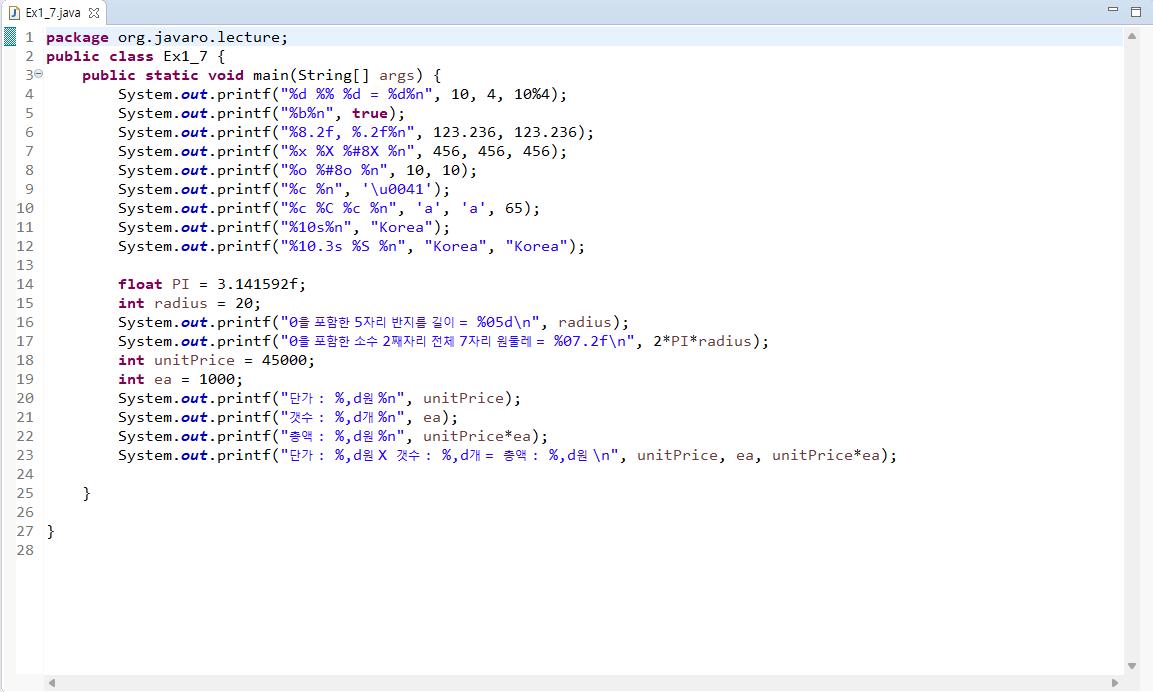 Ex1_7.java
1 package org.javaro.lecture;
2 public class Ex1_7 {
3 public static void main(String[] args) {
4 System.out.printf("%d %% %d = %d%n", 10, 4, 10%4);
5 System.out.printf("%b%n", true);
6 System.out.printf("%8.2f, %.2f%n", 123.236, 123.236);
7 System.out.printf("%x %X %#8X %n", 456, 456, 456);
8 System.out.printf("%o %#8o %n", 10, 10);
9 System.out.printf("%c %n", '\u0041');
10 System.out.printf("%c %C %c %n", 'a', 'a', 65);
11 System.out.printf("%10s%n", "Korea");
12 System.out.printf("%10.3s %S %n", "Korea", "Korea");
13
14 float PI = 3.141592f;
15 int radius = 20;
16 System.out.printf("0을 포함한 5자리 반지름 길이 = %05d\n", radius);
17 System.out.printf("0을 포함한 소수 2째자리 전체 7자리 원둘레 = %07.2f\n", 2*PI*radius);
18 int unitPrice = 45000;
19 int ea = 1000;
20 System.out.printf("단가 : %,d원 %n", unitPrice);
21 System.out.printf("갯수 : %,d개 %n", ea);
22 System.out.printf("총액 : %,d원 %n", unitPrice*ea);
23 System.out.printf("단가 : %,d원 X 갯수 : %,d개 = 총액 : %,d원 \n", unitPrice, ea, unitPrice*ea);
24
25 }
26
27 }
28